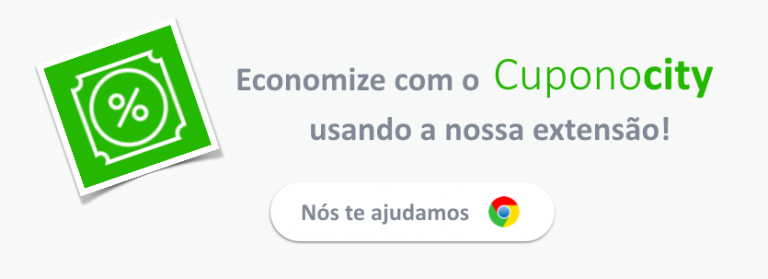 Economize com o Cuponocity
usando a nossa extensão!
%
Nós te ajudamos